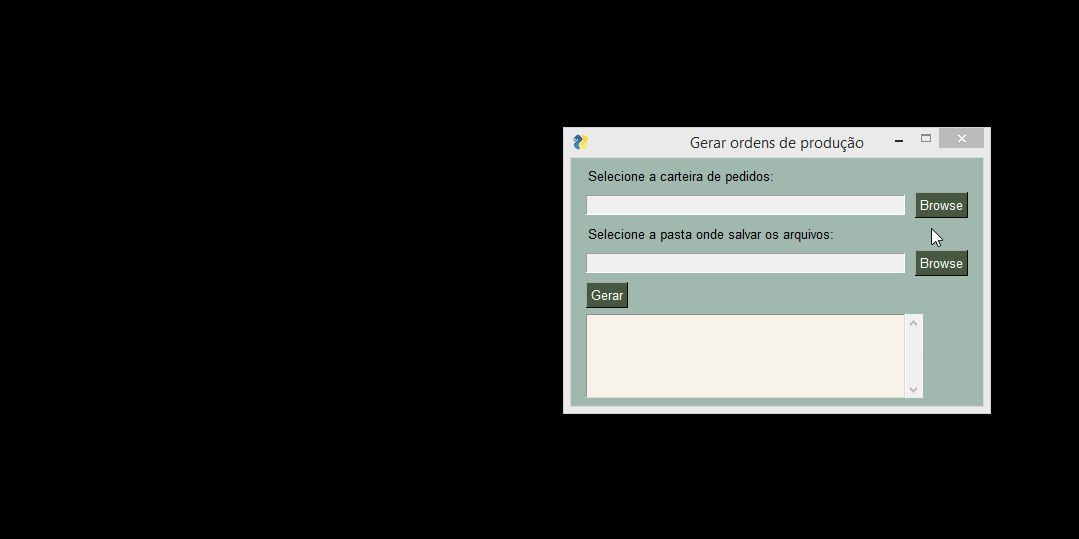 Gerar ordens de produção
Selecione a carteira de pedidos:
Browse
Selecione a pasta onde salvar os arquivos:
Browse
Gerar